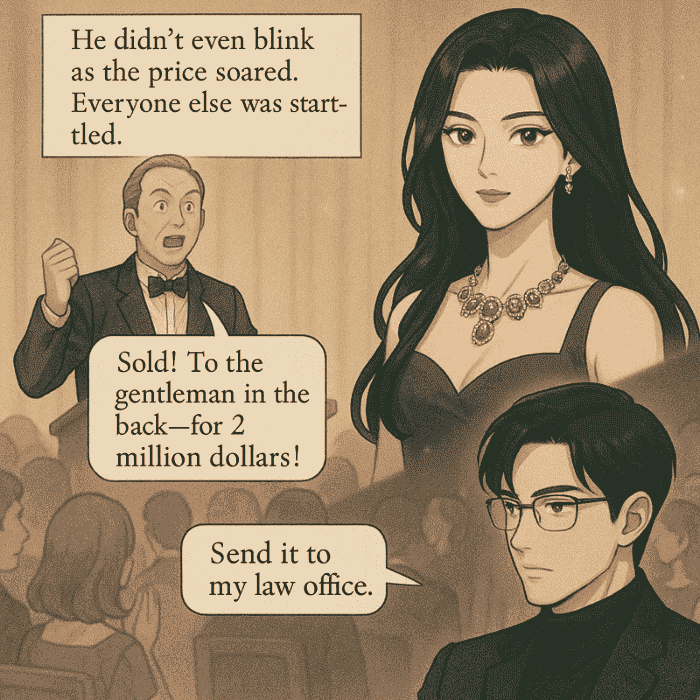 He didn’t even blink
as the price soared.
Everyone else was start-
tled.
Sold! To the
gentleman in the
back—for 2
million dollars!
Send it to
my law office.